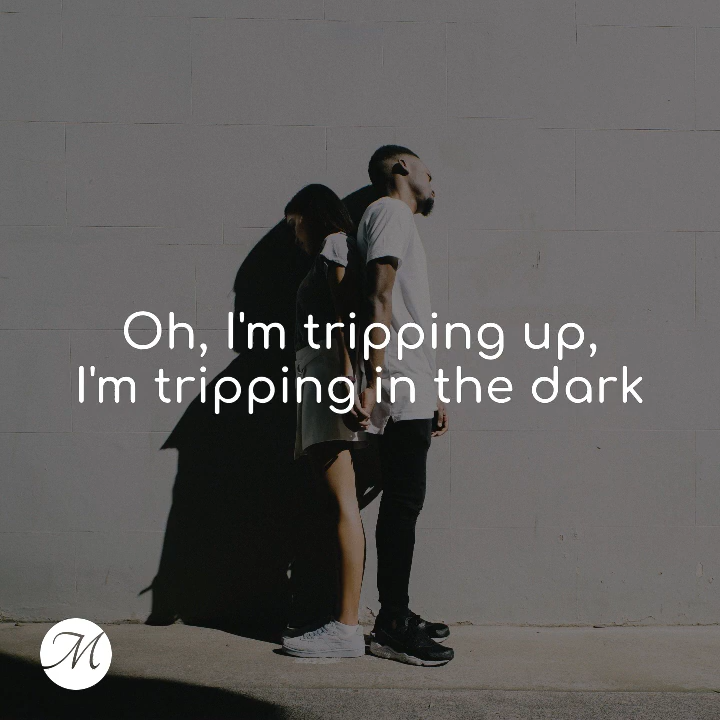 Oh, I'm tripping up,
I'm tripping in the dark
M